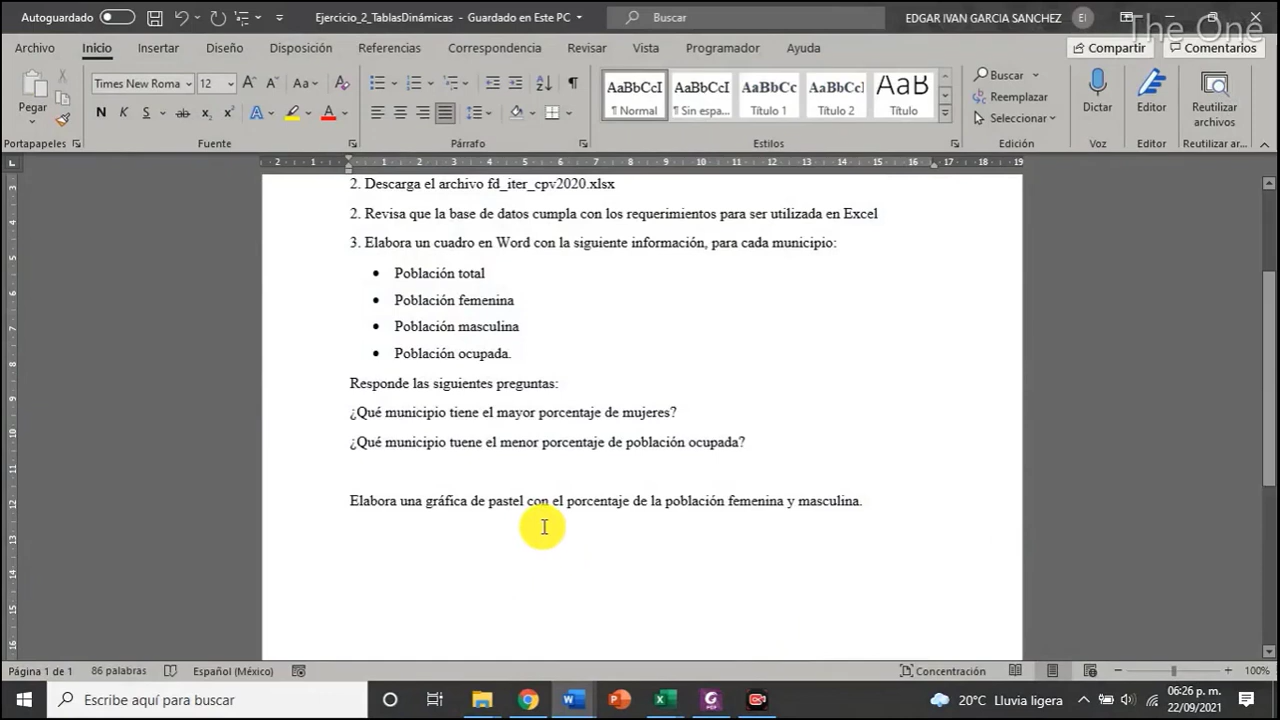 Autoguardado
Ejercicio_2_TablasDinámicas - Guardado en Este PC
Buscar
EDGAR IVAN GARCIA SANCHEZ
EI
The One
Archivo
Inicio
Insertar
Diseño
Disposición
Referencias
Correspondencia
Revisar
Vista
Programador
Ayuda
Compartir
Comentarios
Pegar
Times New Roma
12
N K S ab x₂ x²
Portapapeles
Fuente
Párrafo
AaBbCcI
¶ Normal
AaBbCcI
¶ Sin espa...
AaBbCc
Título 1
AaBbCcI
Título 2
AaB
Título
Estilos
Buscar
Reemplazar
Seleccionar
Edición
Dictar
Voz
Editor
Editor
Reutilizar archivos
Reutilizar ar...
2. Descarga el archivo fd_iter_cpv2020.xlsx
2. Revisa que la base de datos cumpla con los requerimientos para ser utilizada en Excel
3. Elabora un cuadro en Word con la siguiente información, para cada municipio:
• Población total
• Población femenina
• Población masculina
• Población ocupada.
Responde las siguientes preguntas:
¿Qué municipio tiene el mayor porcentaje de mujeres?
¿Qué municipio tuene el menor porcentaje de población ocupada?
Elabora una gráfica de pastel con el porcentaje de la población femenina y masculina.
Página 1 de 1
86 palabras
Español (México)
Concentración
100%
Escribe aquí para buscar
20°C Lluvia ligera
06:26 p. m.
22/09/2021